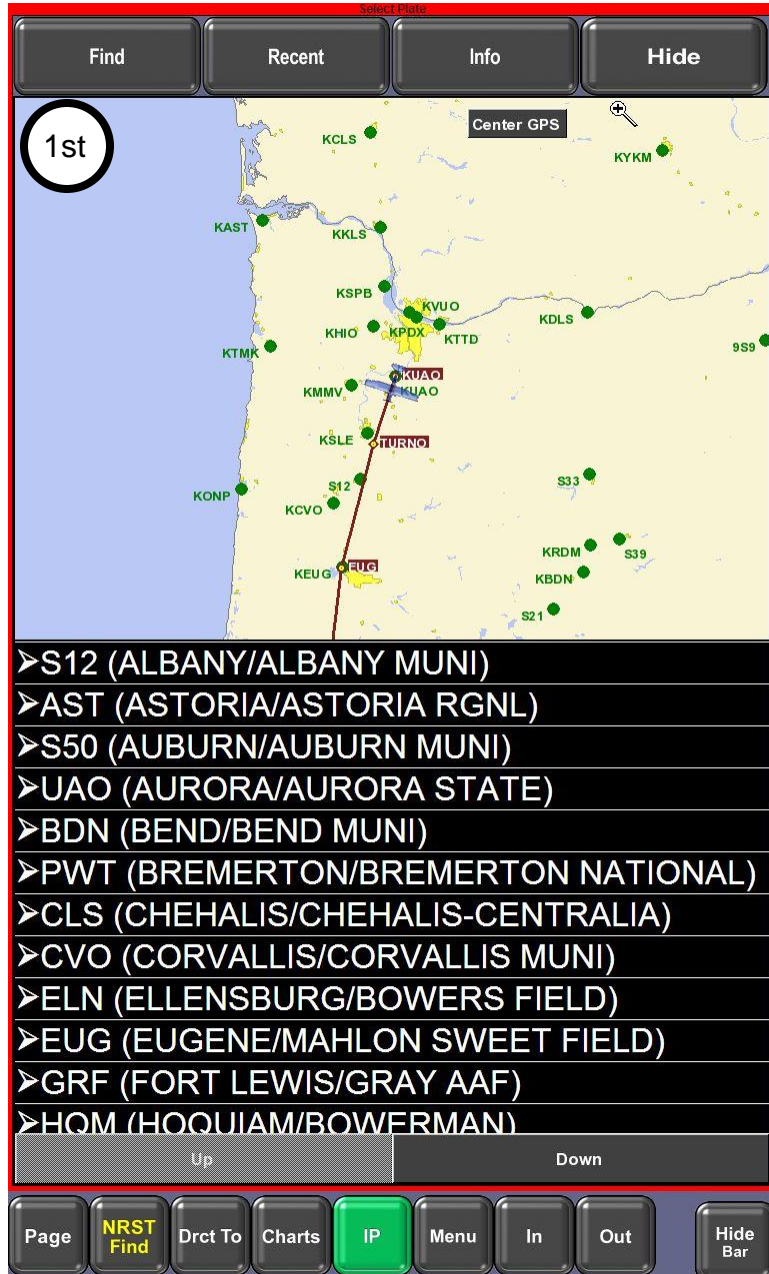 Select Plate
Find Recent Info Hide
1st
Center GPS
KCLS
KYKM
KAST
KKLS
KSPB
KVUO
KHIO KPDX KTTD
KDLS
KTMK
9S9
KUAO
KMMV KUAO
KSLE TURNO
S12
S33
KONP
KCVO
KRDM S39
KEUG EUG
KBDN
S21
➢S12 (ALBANY/ALBANY MUNI)
➢AST (ASTORIA/ASTORIA RGNL)
➢S50 (AUBURN/AUBURN MUNI)
➢UAO (AURORA/AURORA STATE)
➢BDN (BEND/BEND MUNI)
➢PWT (BREMERTON/BREMERTON NATIONAL)
➢CLS (CHEHALIS/CHEHALIS-CENTRALIA)
➢CVO (CORVALLIS/CORVALLIS MUNI)
➢ELN (ELLENSBURG/BOWERS FIELD)
➢EUG (EUGENE/MAHLON SWEET FIELD)
➢GRF (FORT LEWIS/GRAY AAF)
➢HQM (HOQUIAM/BOWERMAN)
Up Down
Page NRST Find Drct To Charts IP Menu In Out Hide Bar